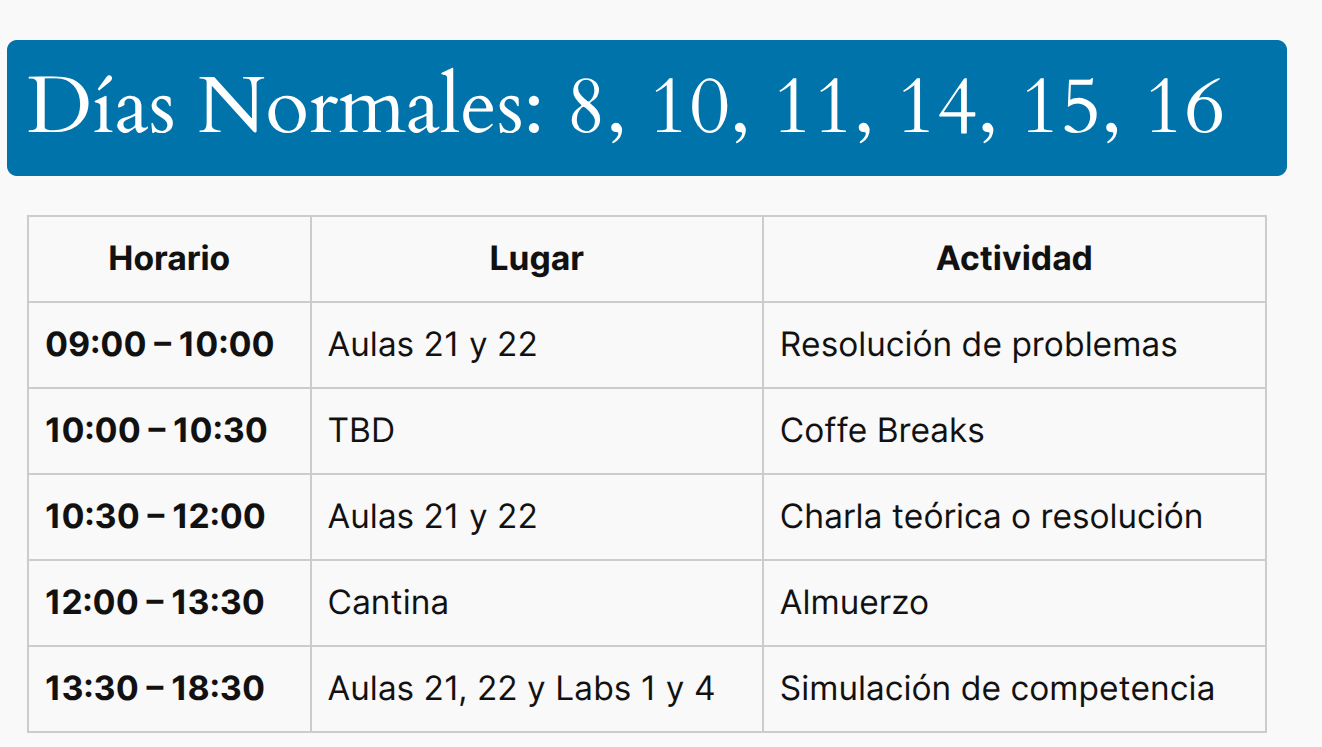 Días Normales: 8, 10, 11, 14, 15, 16
Horario Lugar Actividad
09:00 – 10:00 Aulas 21 y 22 Resolución de problemas
10:00 – 10:30 TBD Coffe Breaks
10:30 – 12:00 Aulas 21 y 22 Charla teórica o resolución
12:00 – 13:30 Cantina Almuerzo
13:30 – 18:30 Aulas 21, 22 y Labs 1 y 4 Simulación de competencia